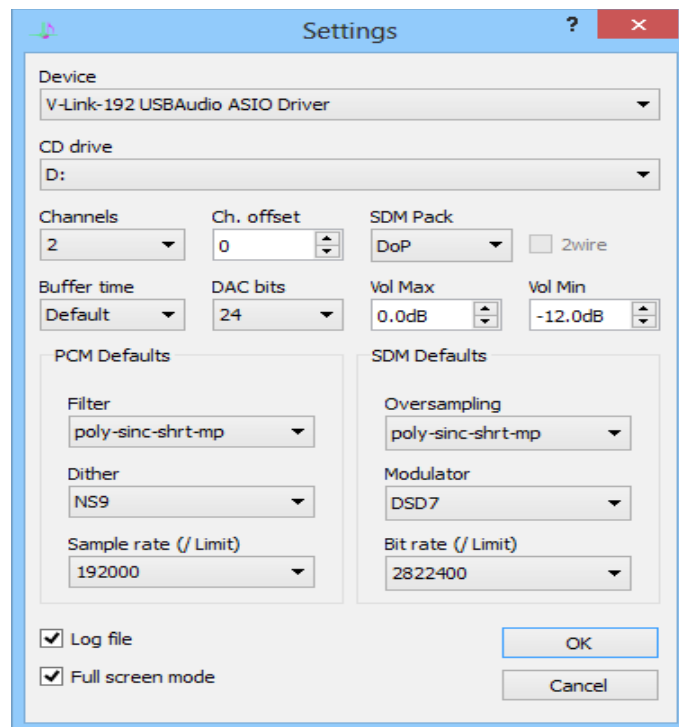 Settings ? ×
Device
V-Link-192 USBAudio ASIO Driver
CD drive
D:
Channels Ch. offset SDM Pack
2 0 DoP 2wire
Buffer time DAC bits Vol Max Vol Min
Default 24 0.0dB -12.0dB
PCM Defaults SDM Defaults
Filter Oversampling
poly-sinc-shrt-mp poly-sinc-shrt-mp
Dither Modulator
NS9 DSD7
Sample rate (/ Limit) Bit rate (/ Limit)
192000 2822400
Log file OK
Full screen mode Cancel